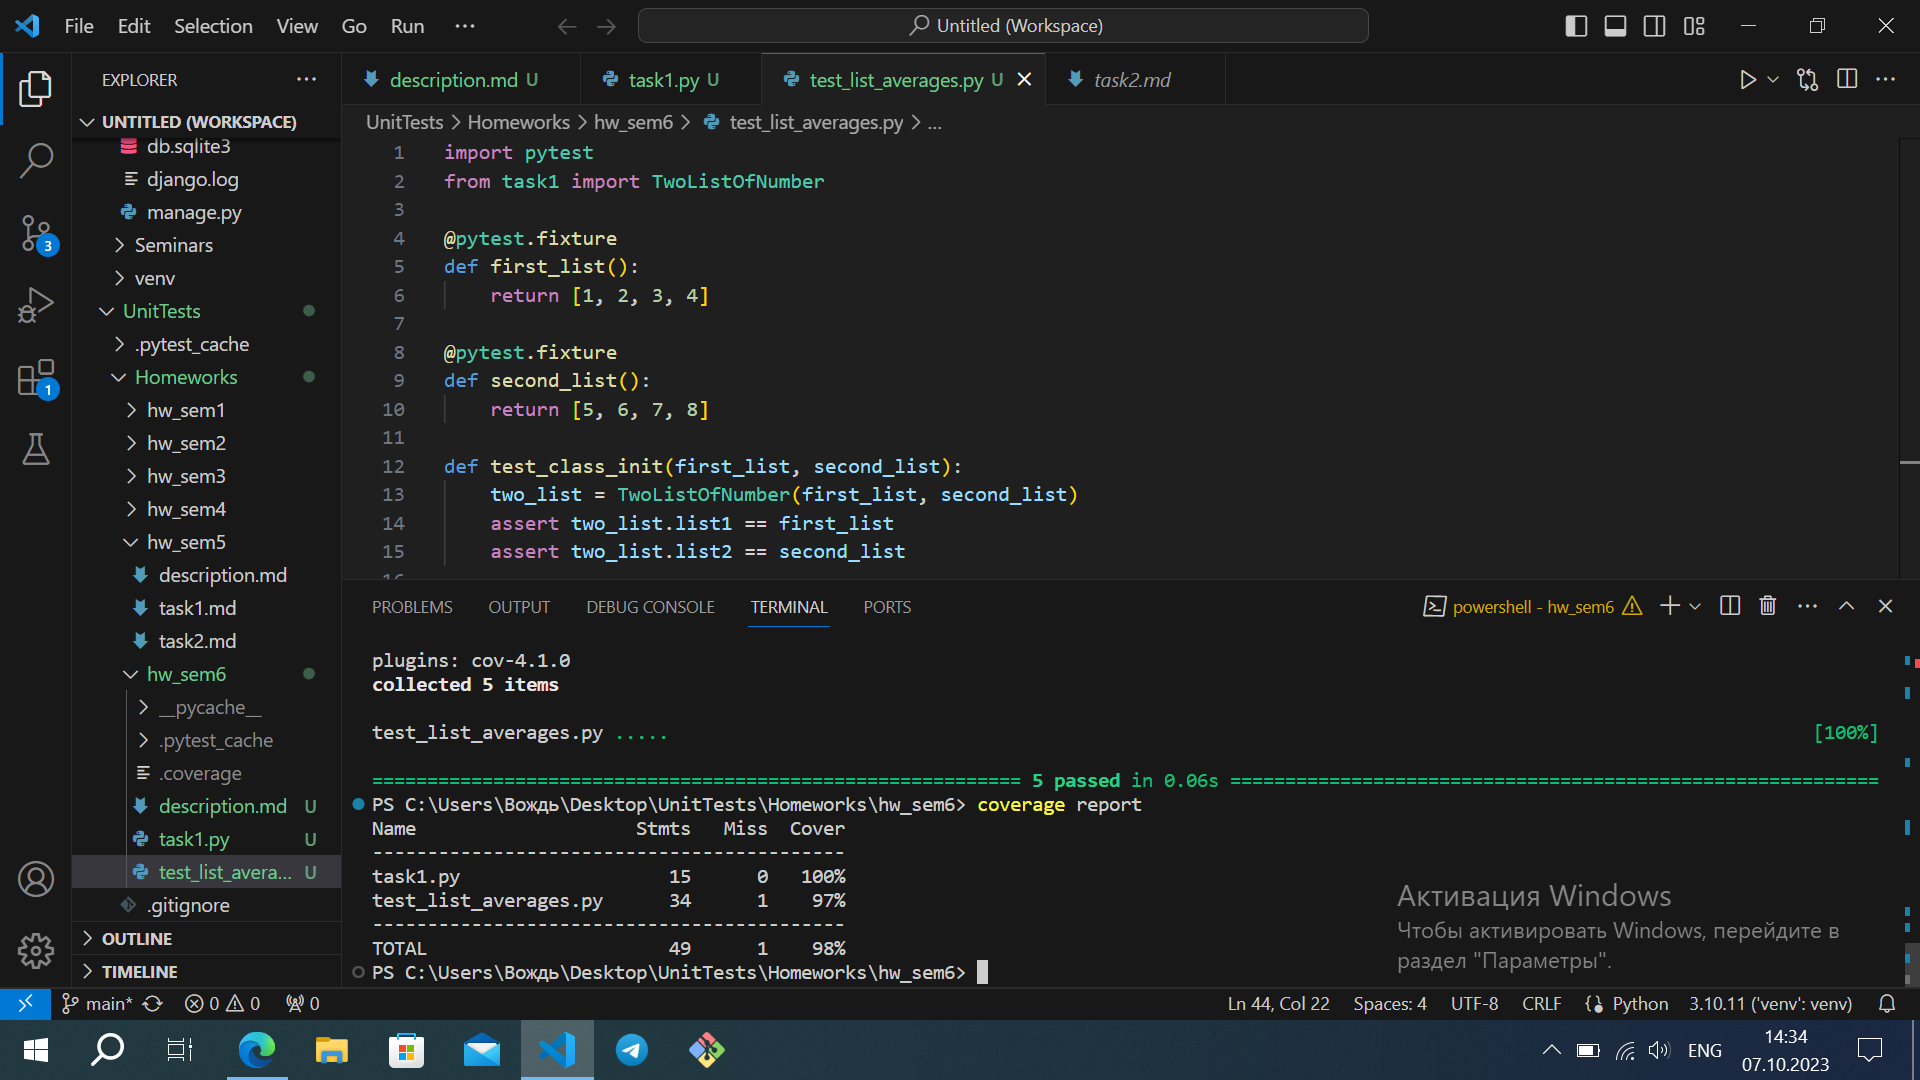 File Edit Selection View Go Run ···
Untitled (Workspace)
EXPLORER
UNTITLED (WORKSPACE)
db.sqlite3
django.log
manage.py
Seminars
venv
UnitTests
.pytest_cache
Homeworks
hw_sem1
hw_sem2
hw_sem3
hw_sem4
hw_sem5
description.md
task1.md
task2.md
hw_sem6
__pycache__
.pytest_cache
.coverage
description.md U
task1.py U
test_list_avera... U
.gitignore
OUTLINE
TIMELINE
3
1
description.md U task1.py U test_list_averages.py U task2.md
UnitTests > Homeworks > hw_sem6 > test_list_averages.py > ...
1 import pytest
2 from task1 import TwoListOfNumber
3
4 @pytest.fixture
5 def first_list():
6 return [1, 2, 3, 4]
7
8 @pytest.fixture
9 def second_list():
10 return [5, 6, 7, 8]
11
12 def test_class_init(first_list, second_list):
13 two_list = TwoListOfNumber(first_list, second_list)
14 assert two_list.list1 == first_list
15 assert two_list.list2 == second_list
PROBLEMS OUTPUT DEBUG CONSOLE TERMINAL PORTS
powershell - hw_sem6
plugins: cov-4.1.0
collected 5 items
test_list_averages.py ..... [100%]
=========================================================== 5 passed in 0.06s ===========================================================
PS C:\Users\Вождь\Desktop\UnitTests\Homeworks\hw_sem6> coverage report
Name Stmts Miss Cover
-------------------------------------------
task1.py 15 0 100%
test_list_averages.py 34 1 97%
-------------------------------------------
TOTAL 49 1 98%
PS C:\Users\Вождь\Desktop\UnitTests\Homeworks\hw_sem6>
Активация Windows
Чтобы активировать Windows, перейдите в
раздел "Параметры".
main* 0 0 0 Ln 44, Col 22 Spaces: 4 UTF-8 CRLF Python 3.10.11 ('venv': venv)
ENG
14:34
07.10.2023